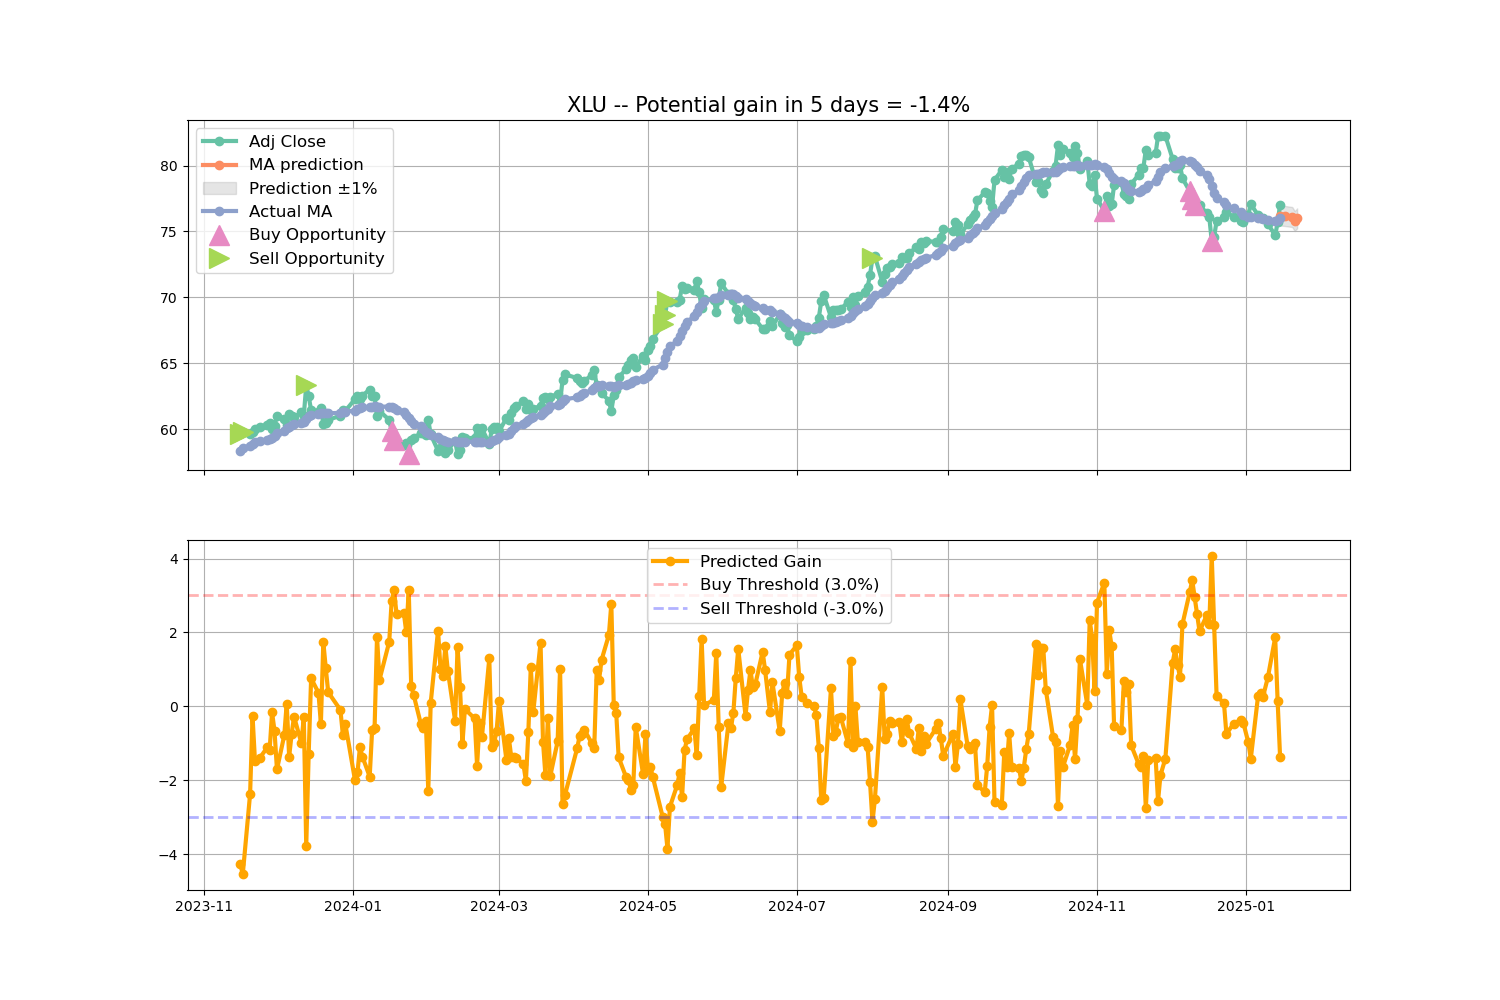 XLU -- Potential gain in 5 days = -1.4%
Adj Close
MA prediction
Prediction ±1%
Actual MA
Buy Opportunity
Sell Opportunity
80
75
70
65
60
Predicted Gain
Buy Threshold (3.0%)
Sell Threshold (-3.0%)
4
2
0
−2
−4
2023-11 2024-01 2024-03 2024-05 2024-07 2024-09 2024-11 2025-01